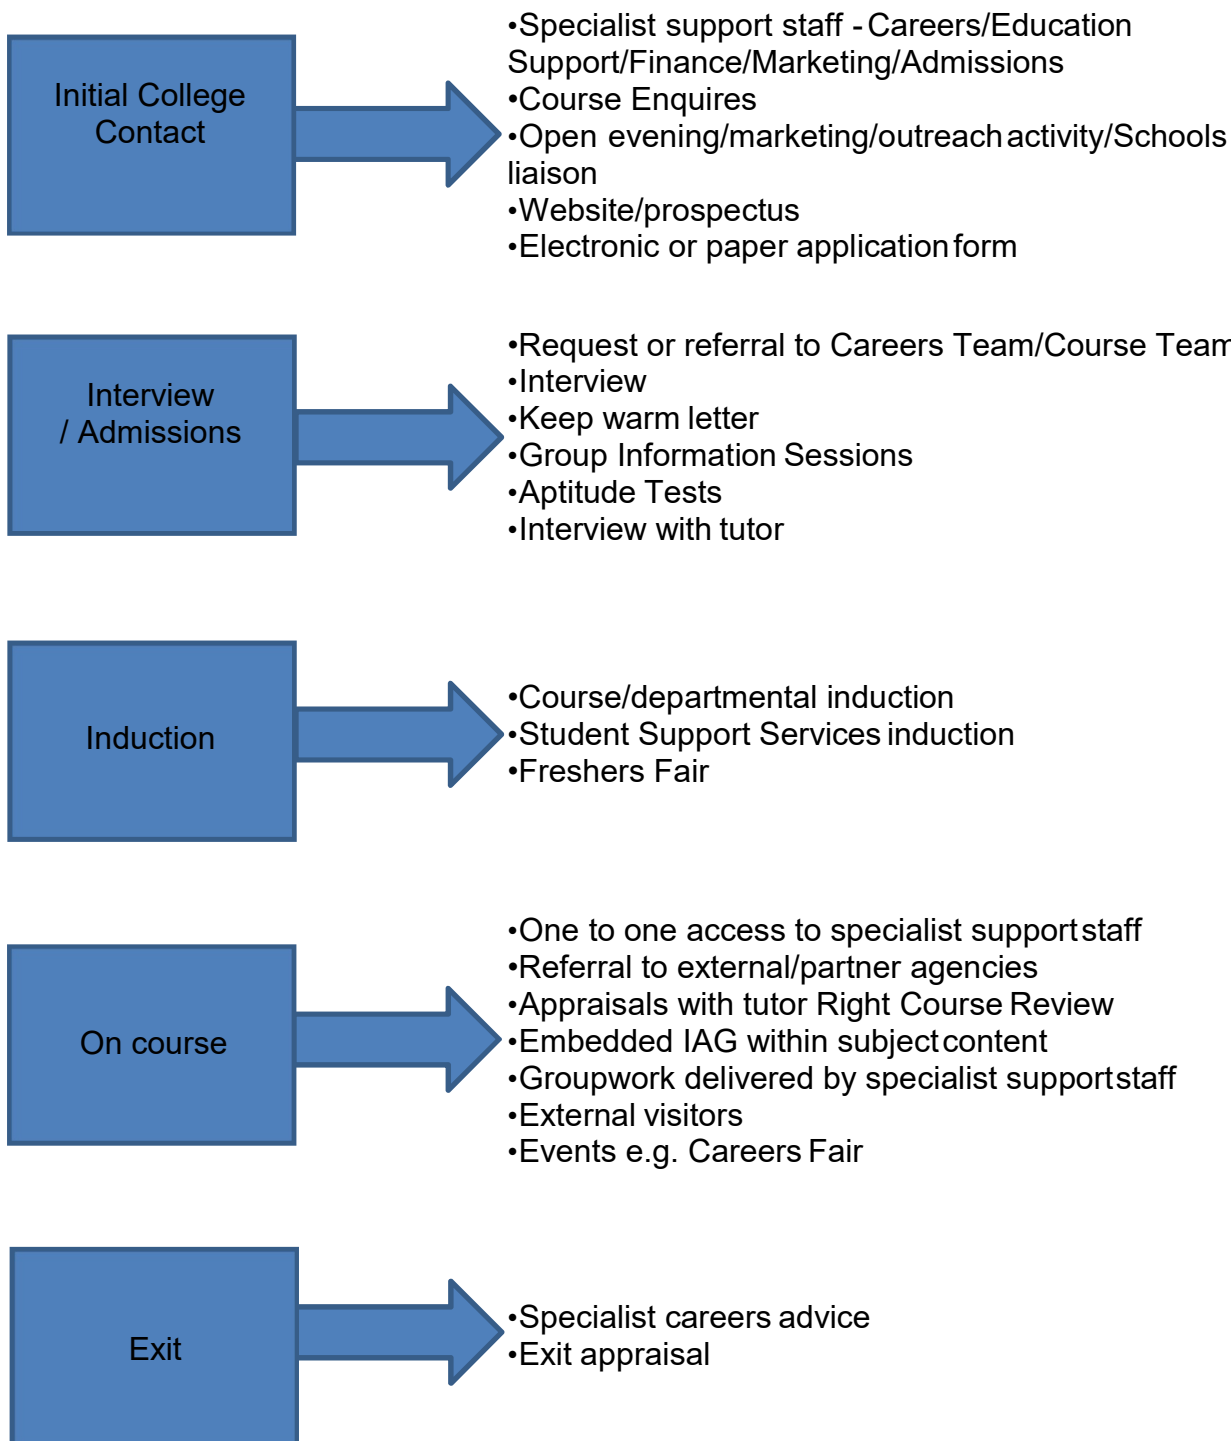 Initial College
Contact
•Specialist support staff - Careers/Education
Support/Finance/Marketing/Admissions
•Course Enquires
•Open evening/marketing/outreach activity/Schools
liaison
•Website/prospectus
•Electronic or paper application form
Interview
/ Admissions
•Request or referral to Careers Team/Course Team
•Interview
•Keep warm letter
•Group Information Sessions
•Aptitude Tests
•Interview with tutor
Induction
•Course/departmental induction
•Student Support Services induction
•Freshers Fair
On course
•One to one access to specialist support staff
•Referral to external/partner agencies
•Appraisals with tutor Right Course Review
•Embedded IAG within subject content
•Groupwork delivered by specialist support staff
•External visitors
•Events e.g. Careers Fair
Exit
•Specialist careers advice
•Exit appraisal